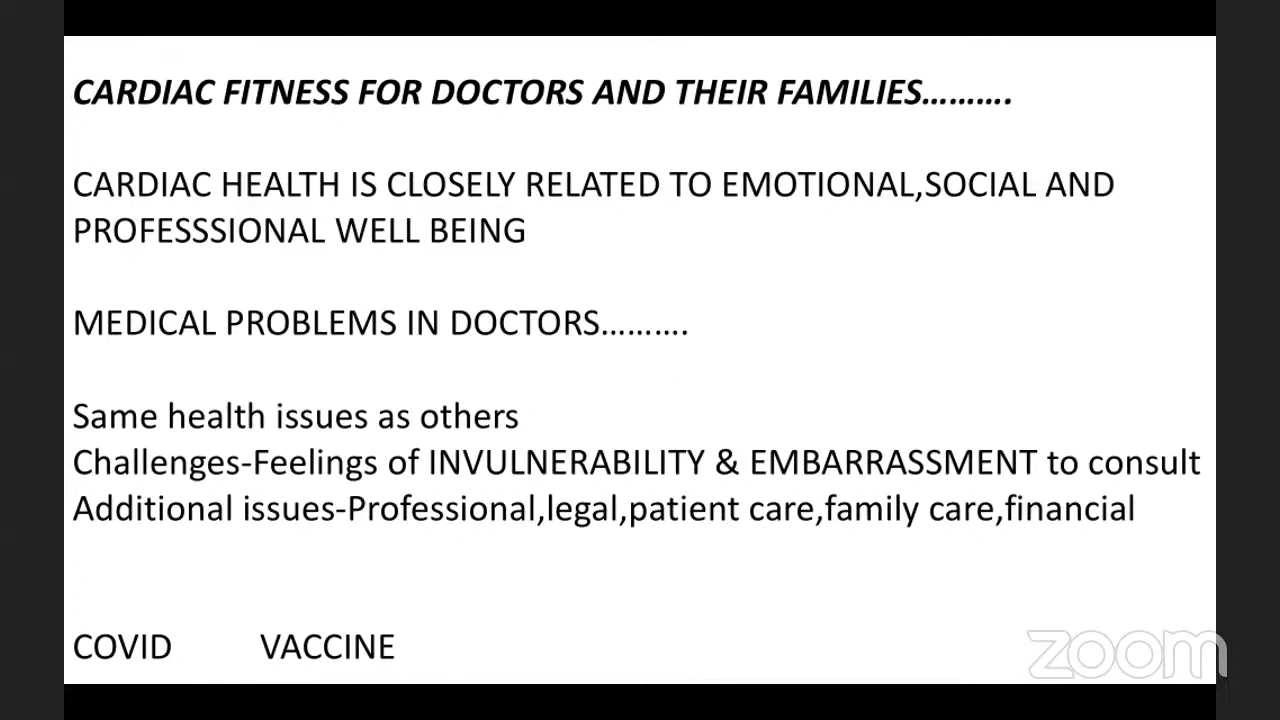 CARDIAC FITNESS FOR DOCTORS AND THEIR FAMILIES……….
CARDIAC HEALTH IS CLOSELY RELATED TO EMOTIONAL,SOCIAL AND
PROFESSSIONAL WELL BEING
MEDICAL PROBLEMS IN DOCTORS……….
Same health issues as others
Challenges-Feelings of INVULNERABILITY & EMBARRASSMENT to consult
Additional issues-Professional,legal,patient care,family care,financial
COVID VACCINE
zoom